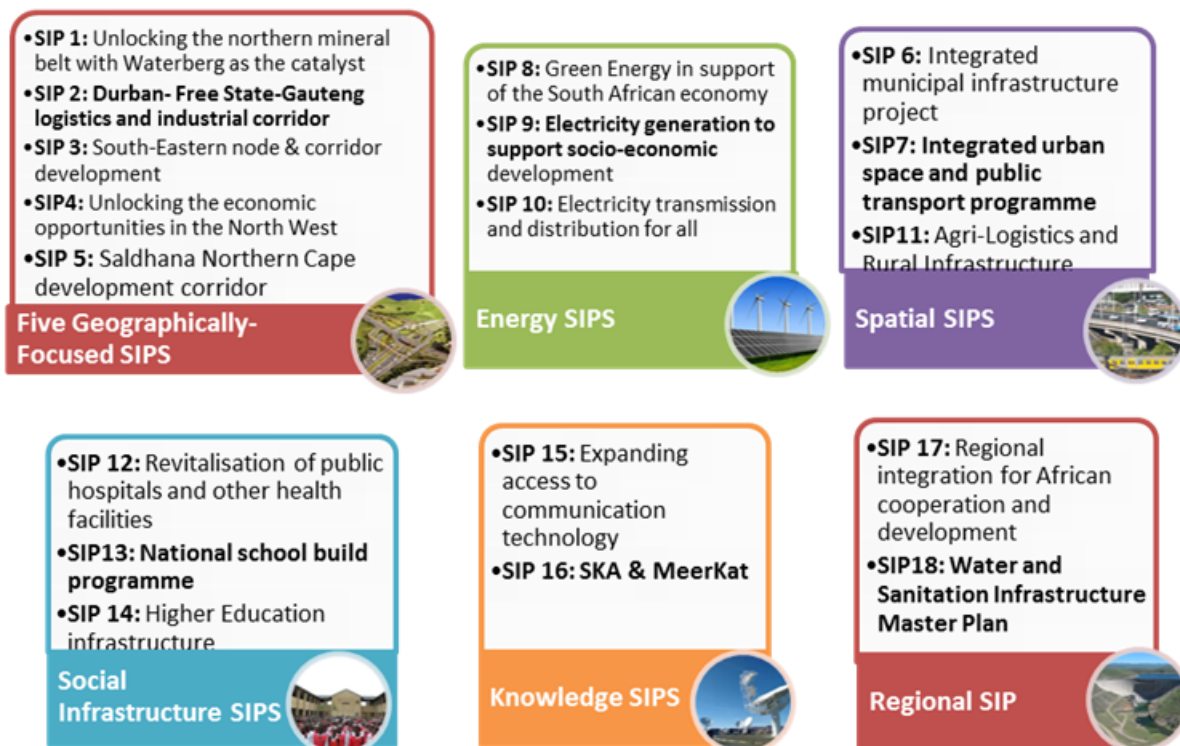 •SIP 1: Unlocking the northern mineral
belt with Waterberg as the catalyst
•SIP 2: Durban- Free State-Gauteng
logistics and industrial corridor
•SIP 3: South-Eastern node & corridor
development
•SIP4: Unlocking the economic
opportunities in the North West
•SIP 5: Saldhana Northern Cape
development corridor
Five Geographically-
Focused SIPS
•SIP 8: Green Energy in support
of the South African economy
•SIP 9: Electricity generation to
support socio-economic
development
•SIP 10: Electricity transmission
and distribution for all
Energy SIPS
•SIP 6: Integrated
municipal infrastructure
project
•SIP7: Integrated urban
space and public
transport programme
•SIP11: Agri-Logistics and
Rural Infrastructure
Spatial SIPS
•SIP 12: Revitalisation of public
hospitals and other health
facilities
•SIP13: National school build
programme
•SIP 14: Higher Education
infrastructure
Social
Infrastructure SIPS
•SIP 15: Expanding
access to
communication
technology
•SIP 16: SKA & MeerKat
Knowledge SIPS
•SIP 17: Regional
integration for African
cooperation and
development
•SIP18: Water and
Sanitation Infrastructure
Master Plan
Regional SIP